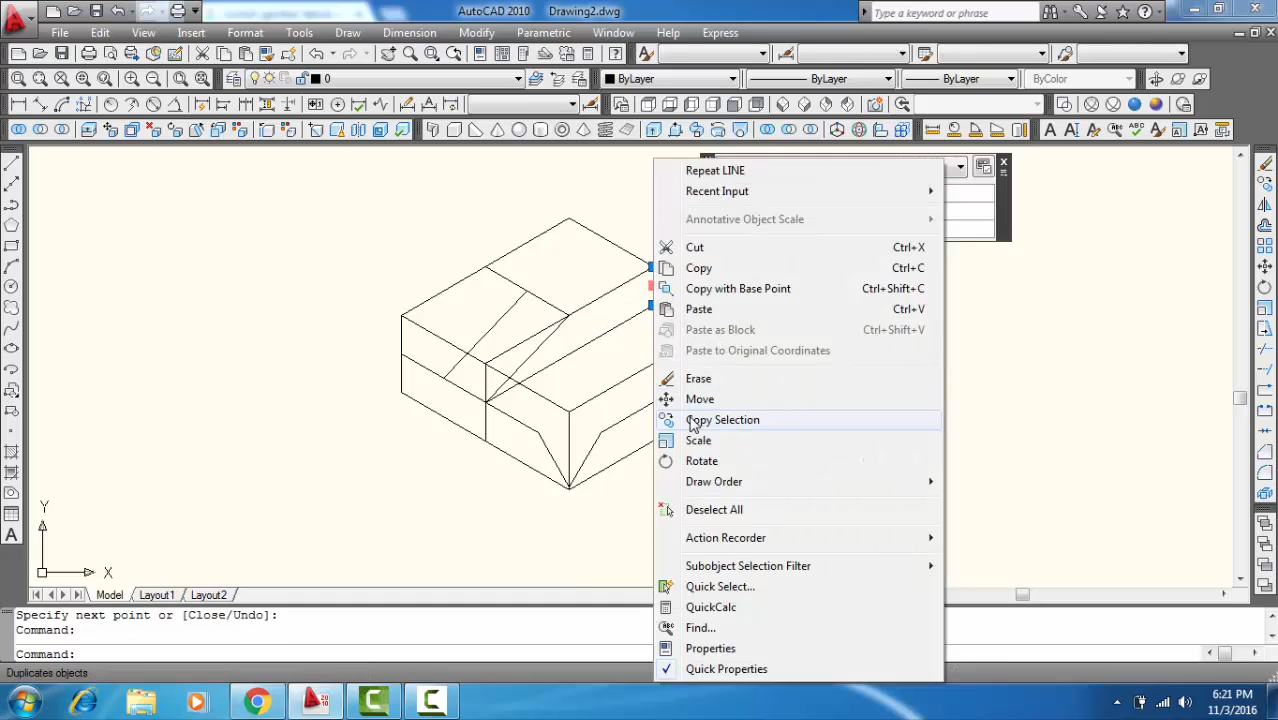 AutoCAD 2010 Drawing2.dwg
Type a keyword or phrase
File Edit View Insert Format Tools Draw Dimension Modify Parametric Window Help Express
0 ByLayer ByLayer ByLayer ByColor
Repeat LINE
Recent Input
Annotative Object Scale
Cut Ctrl+X
Copy Ctrl+C
Copy with Base Point Ctrl+Shift+C
Paste Ctrl+V
Paste as Block Ctrl+Shift+V
Paste to Original Coordinates
Erase
Move
Copy Selection
Scale
Rotate
Draw Order
Deselect All
Action Recorder
Subobject Selection Filter
Quick Select...
QuickCalc
Find...
Properties
Quick Properties
Y
X
A
Model Layout1 Layout2
Specify next point or [Close/Undo]:
Command:
Command:
Duplicates objects
6:21 PM
11/3/2016